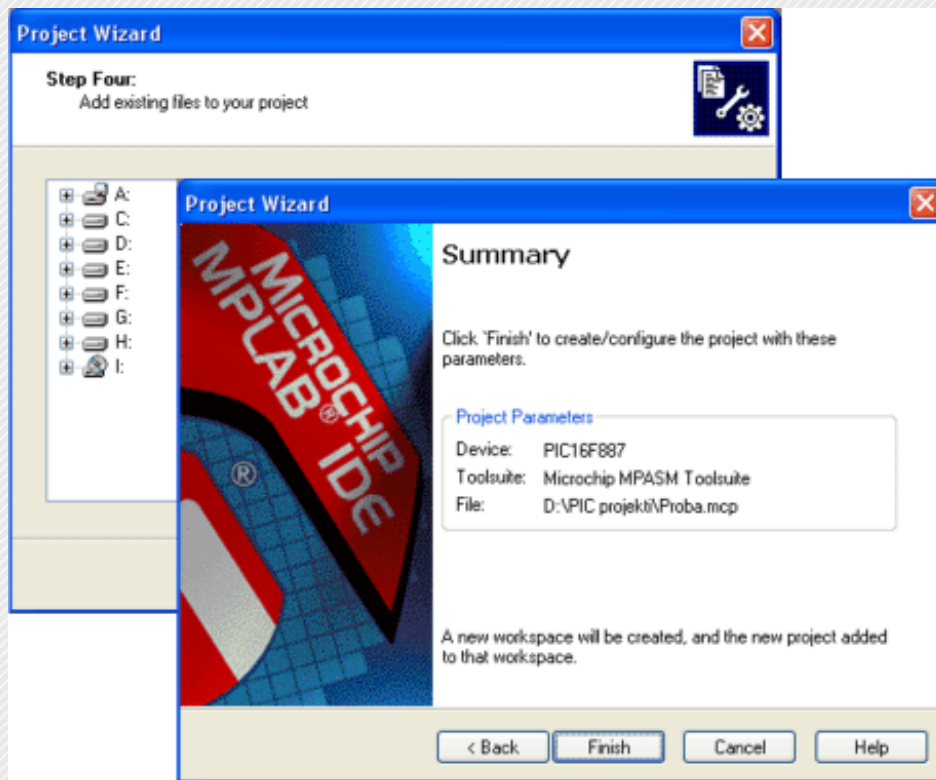 Project Wizard
Step Four:
Add existing files to your project
A:
C:
D:
E:
F:
G:
H:
I:
Project Wizard
MICROCHIP
MPLAB® IDE
®
Summary
Click 'Finish' to create/configure the project with these
parameters.
Project Parameters
Device: PIC16F887
Toolsuite: Microchip MPASM Toolsuite
File: D:\PIC projekti\Proba.mcp
A new workspace will be created, and the new project added
to that workspace.
< Back Finish Cancel Help